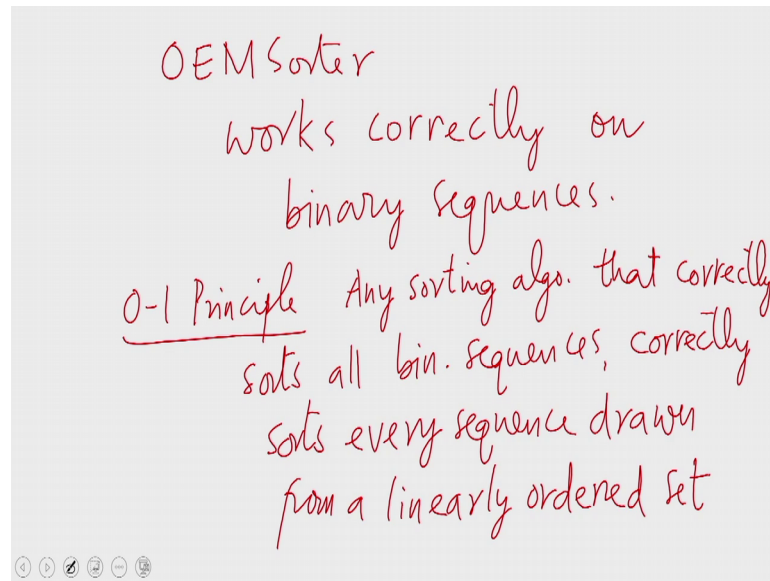 OEMSorter
works correctly on
binary sequences.
0-1 Principle Any sorting algo. that correctly
sorts all bin. sequences, correctly
sorts every sequence drawn
from a linearly ordered set